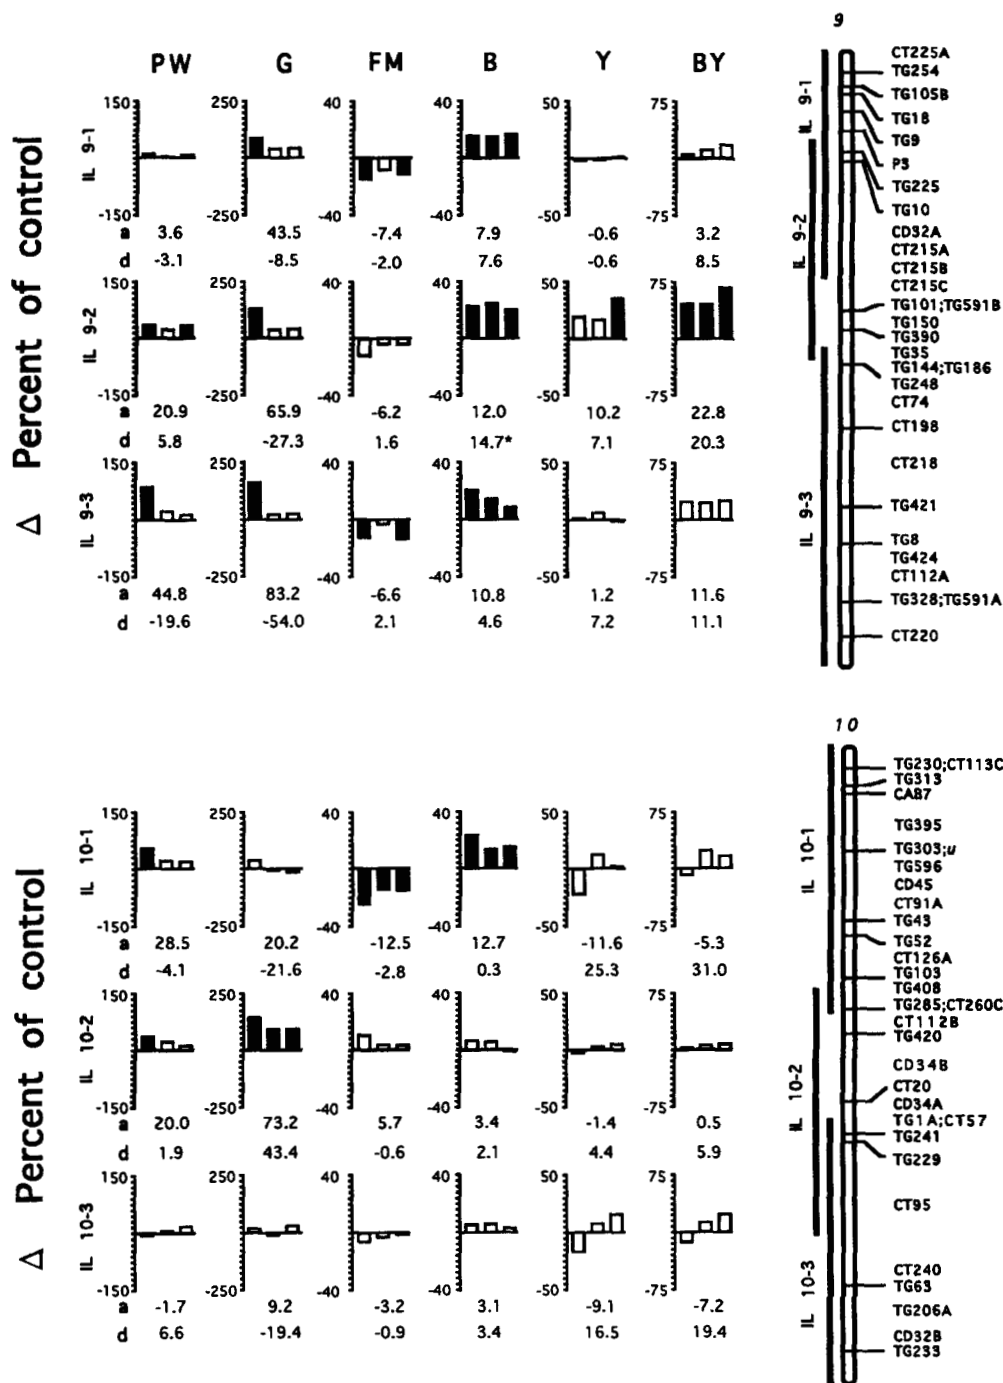 Δ Percent of control
PW G FM B Y BY
IL 9-1
150 250 40 40 50 75
-150 -250 -40 -40 -50 -75
a 3.6 43.5 -7.4 7.9 -0.6 3.2
d -3.1 -8.5 -2.0 7.6 -0.6 8.5
IL 9-2
150 250 40 40 50 75
-150 -250 -40 -40 -50 -75
a 20.9 65.9 -6.2 12.0 10.2 22.8
d 5.8 -27.3 1.6 14.7* 7.1 20.3
IL 9-3
150 250 40 40 50 75
-150 -250 -40 -40 -50 -75
a 44.8 83.2 -6.6 10.8 1.2 11.6
d -19.6 -54.0 2.1 4.6 7.2 11.1
9
IL 9-1
IL 9-2
IL 9-3
CT225A
TG254
TG105B
TG18
TG9
P3
TG225
TG10
CD32A
CT215A
CT215B
CT215C
TG101;TG591B
TG150
TG390
TG35
TG144;TG186
TG248
CT74
CT198
CT218
TG421
TG8
TG424
CT112A
TG328;TG591A
CT220
Δ Percent of control
IL 10-1
150 250 40 40 50 75
-150 -250 -40 -40 -50 -75
a 28.5 20.2 -12.5 12.7 -11.6 -5.3
d -4.1 -21.6 -2.8 0.3 25.3 31.0
IL 10-2
150 250 40 40 50 75
-150 -250 -40 -40 -50 -75
a 20.0 73.2 5.7 3.4 -1.4 0.5
d 1.9 43.4 -0.6 2.1 4.4 5.9
IL 10-3
150 250 40 40 50 75
-150 -250 -40 -40 -50 -75
a -1.7 9.2 -3.2 3.1 -9.1 -7.2
d 6.6 -19.4 -0.9 3.4 16.5 19.4
10
IL 10-1
IL 10-2
IL 10-3
TG230;CT113C
TG313
CAB7
TG395
TG303;u
TG596
CD45
CT91A
TG43
TG52
CT126A
TG103
TG408
TG285;CT260C
CT112B
TG420
CD34B
CT20
CD34A
TG1A;CT57
TG241
TG229
CT95
CT240
TG63
TG206A
CD32B
TG233